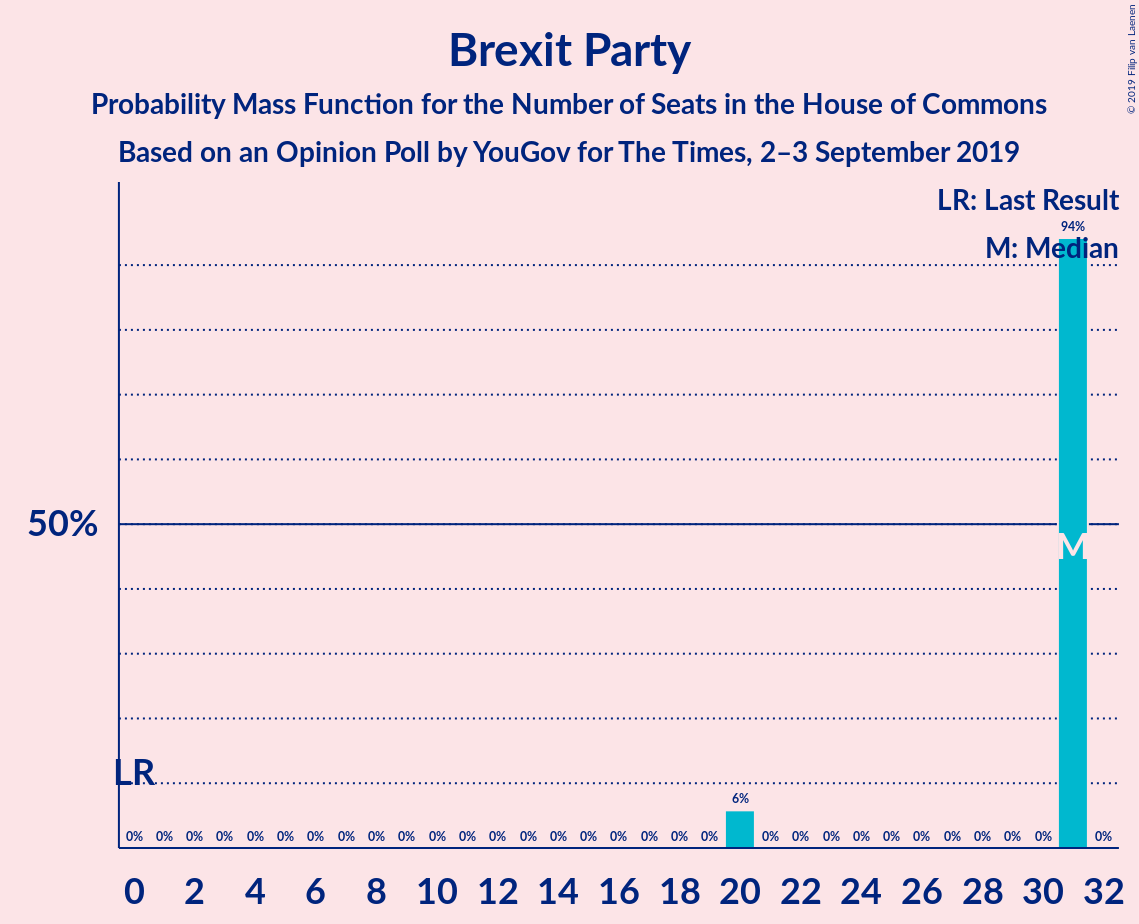 Brexit Party
Probability Mass Function for the Number of Seats in the House of Commons
Based on an Opinion Poll by YouGov for The Times, 2–3 September 2019
© 2019 Filip van Laenen
LR: Last Result
94%
M: Median
50%
M
LR
6%
0% 0% 0% 0% 0% 0% 0% 0% 0% 0% 0% 0% 0% 0% 0% 0% 0% 0% 0% 0% 0% 0% 0% 0% 0% 0% 0% 0% 0% 0% 0%
0 2 4 6 8 10 12 14 16 18 20 22 24 26 28 30 32